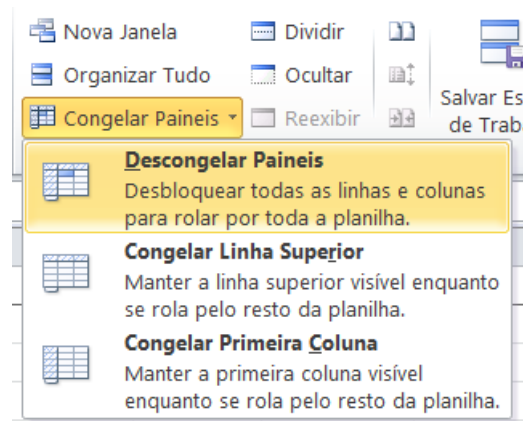 Nova Janela
Dividir
Organizar Tudo
Ocultar
Congelar Paineis
Reexibir
Salvar
de
Descongelar Paineis
Desbloquear todas as linhas e colunas
para rolar por toda a planilha.
Congelar Linha Superior
Manter a linha superior visível enquanto
se rola pelo resto da planilha.
Congelar Primeira Coluna
Manter a primeira coluna visível
enquanto se rola pelo resto da planilha.